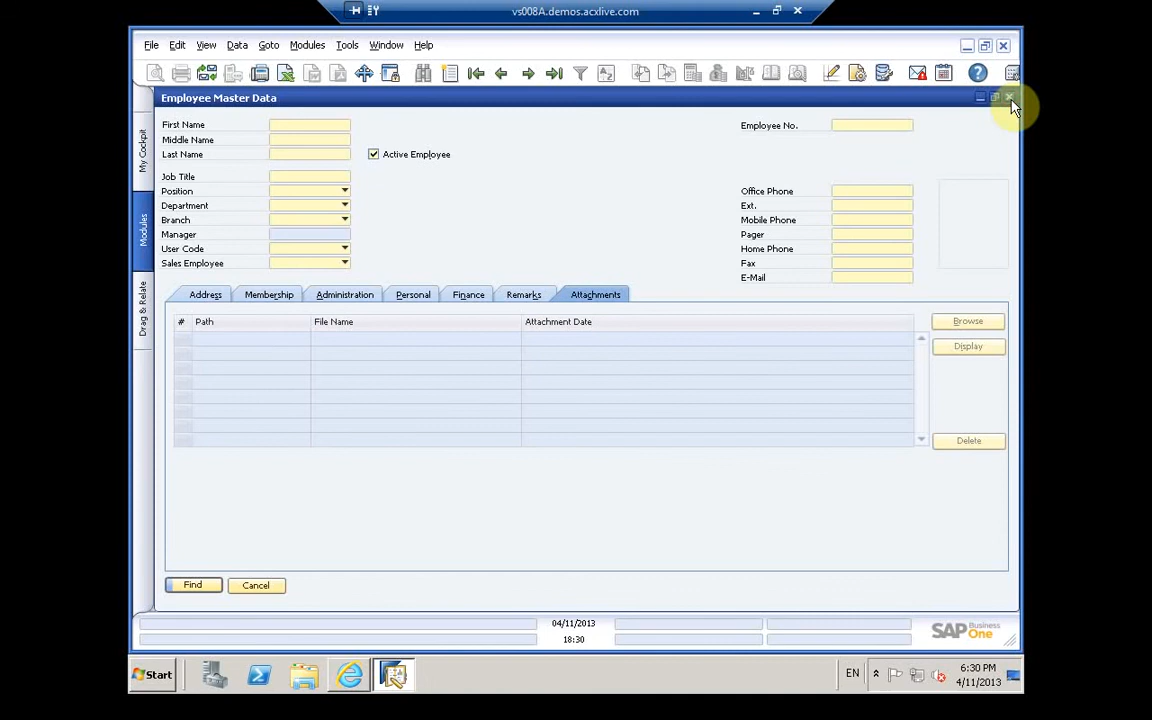 vs008A.demos.acxlive.com
File Edit View Data Goto Modules Tools Window Help
Employee Master Data
My Cockpit
Modules
Drag & Relate
First Name
Middle Name
Last Name
Active Employee
Job Title
Position
Department
Branch
Manager
User Code
Sales Employee
Employee No.
Office Phone
Ext.
Mobile Phone
Pager
Home Phone
Fax
E-Mail
Address Membership Administration Personal Finance Remarks Attachments
# Path File Name Attachment Date
Browse
Display
Delete
Find Cancel
04/11/2013
18:30
SAP Business One
Start
EN
6:30 PM
4/11/2013